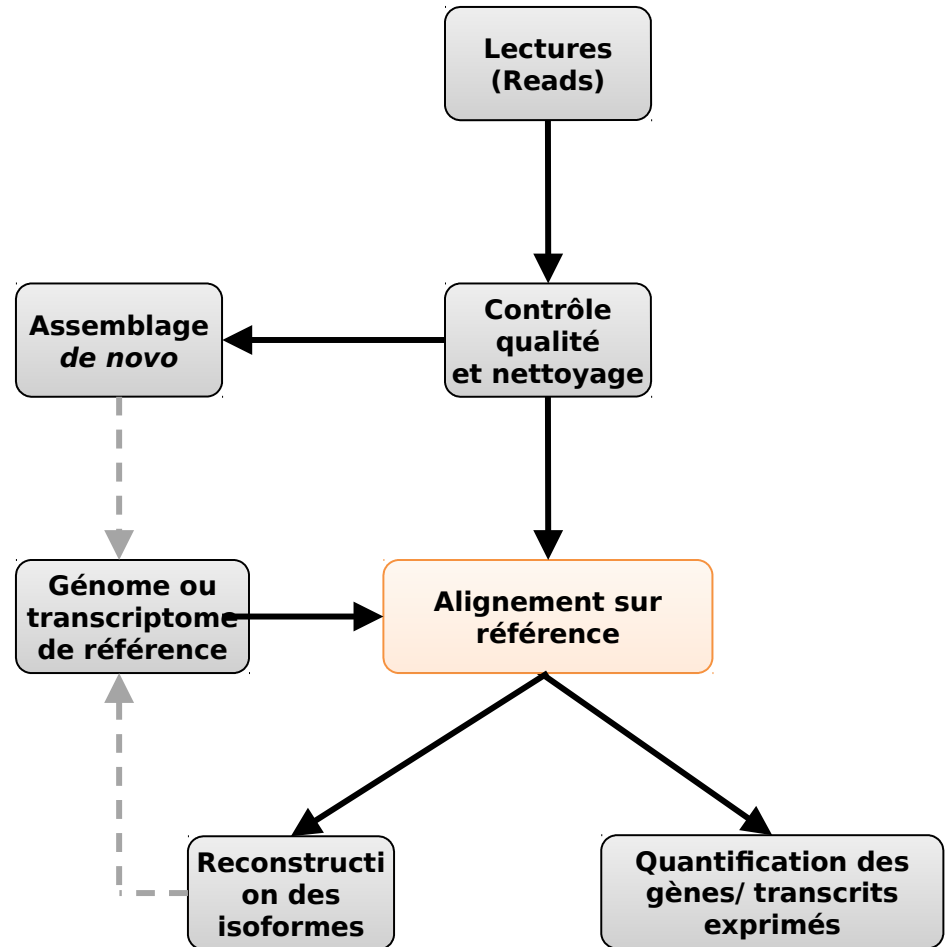 Lectures
(Reads)
Contrôle
qualité
et nettoyage
Assemblage
de novo
Génome ou
transcriptome
de référence
Alignement sur
référence
Reconstructi
on des
isoformes
Quantification des
gènes/ transcrits
exprimés